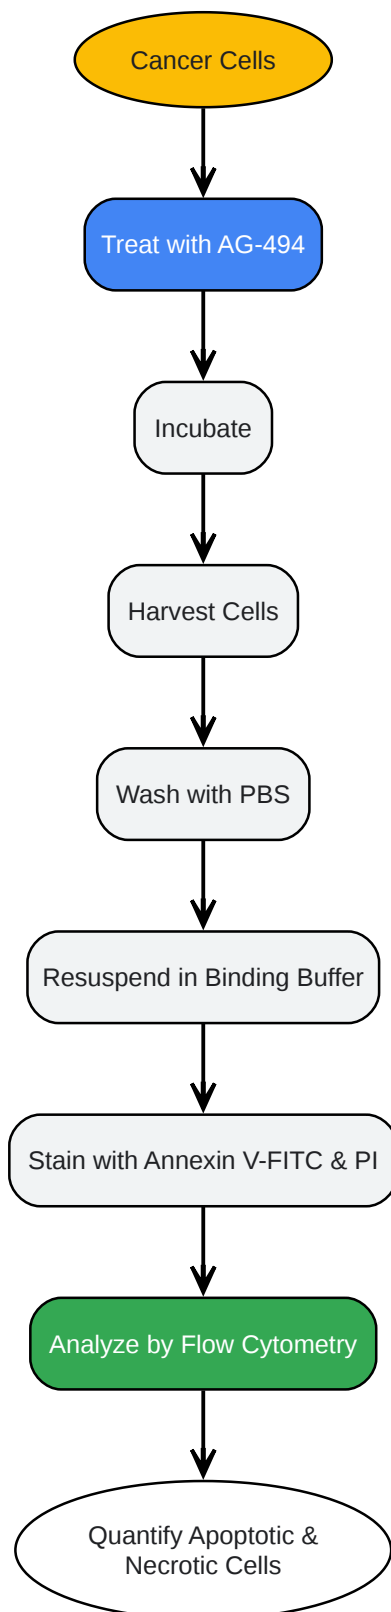 Cancer Cells
Treat with AG-494
Incubate
Harvest Cells
Wash with PBS
Resuspend in Binding Buffer
Stain with Annexin V-FITC & PI
Analyze by Flow Cytometry
Quantify Apoptotic &
Necrotic Cells